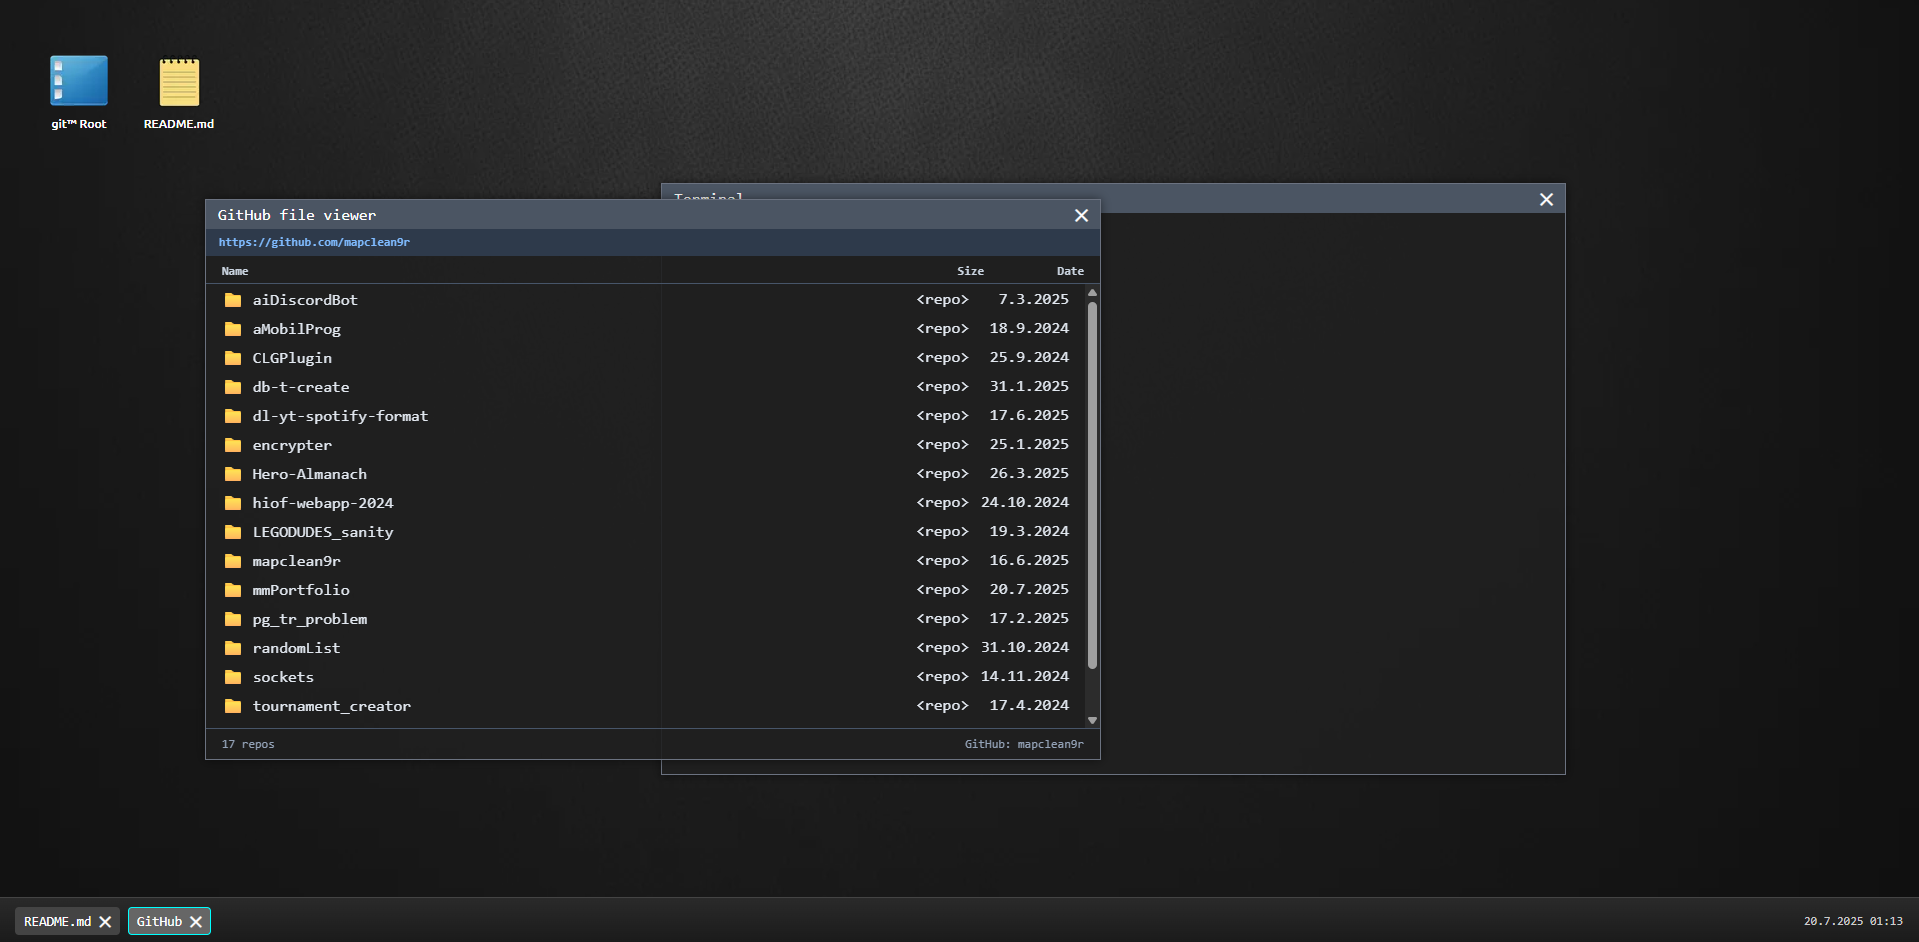 git™ Root
README.md
Terminal
GitHub file viewer
https://github.com/mapclean9r
Name Size Date
aiDiscordBot <repo> 7.3.2025
aMobilProg <repo> 18.9.2024
CLGPlugin <repo> 25.9.2024
db-t-create <repo> 31.1.2025
dl-yt-spotify-format <repo> 17.6.2025
encrypter <repo> 25.1.2025
Hero-Almanach <repo> 26.3.2025
hiof-webapp-2024 <repo> 24.10.2024
LEGODUDES_sanity <repo> 19.3.2024
mapclean9r <repo> 16.6.2025
mmPortfolio <repo> 20.7.2025
pg_tr_problem <repo> 17.2.2025
randomList <repo> 31.10.2024
sockets <repo> 14.11.2024
tournament_creator <repo> 17.4.2024
17 repos GitHub: mapclean9r
README.md GitHub 20.7.2025 01:13